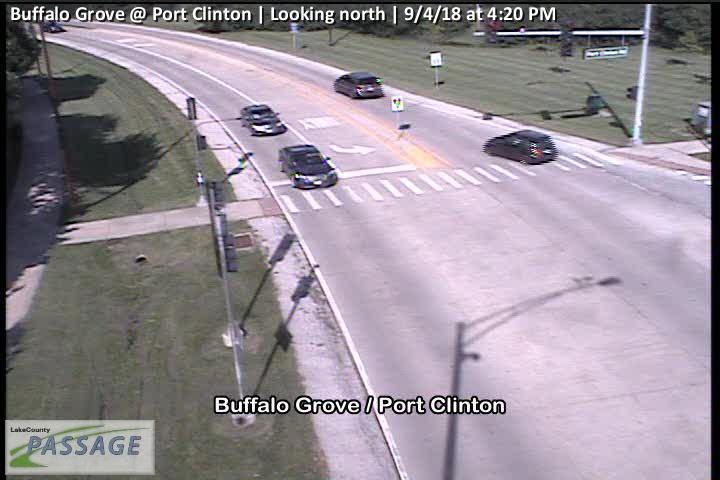 Buffalo Grove @ Port Clinton | Looking north | 9/4/18 at 4:20 PM
Buffalo Grove / Port Clinton
LakeCounty
PASSAGE